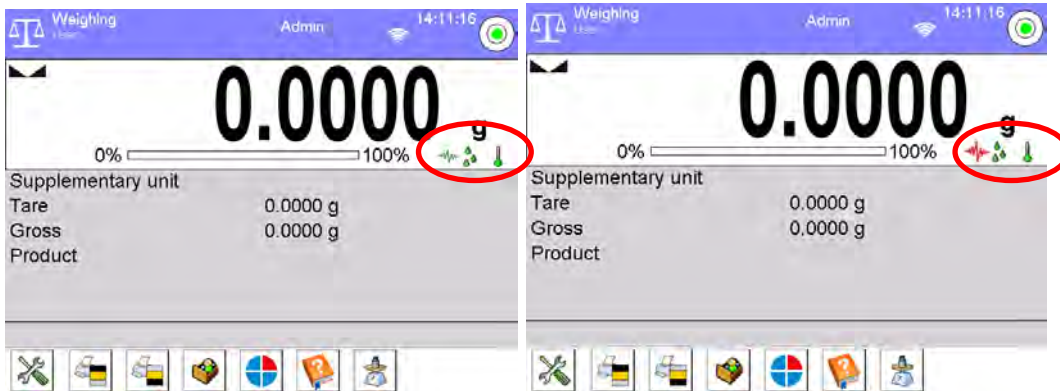 Weighing
User
Admin
14:11:16
0.0000 g
0% 100%
Supplementary unit
Tare 0.0000 g
Gross 0.0000 g
Product
Weighing
Admin
14:11:16
0.0000 g
0% 100%
Supplementary unit
Tare 0.0000 g
Gross 0.0000 g
Product